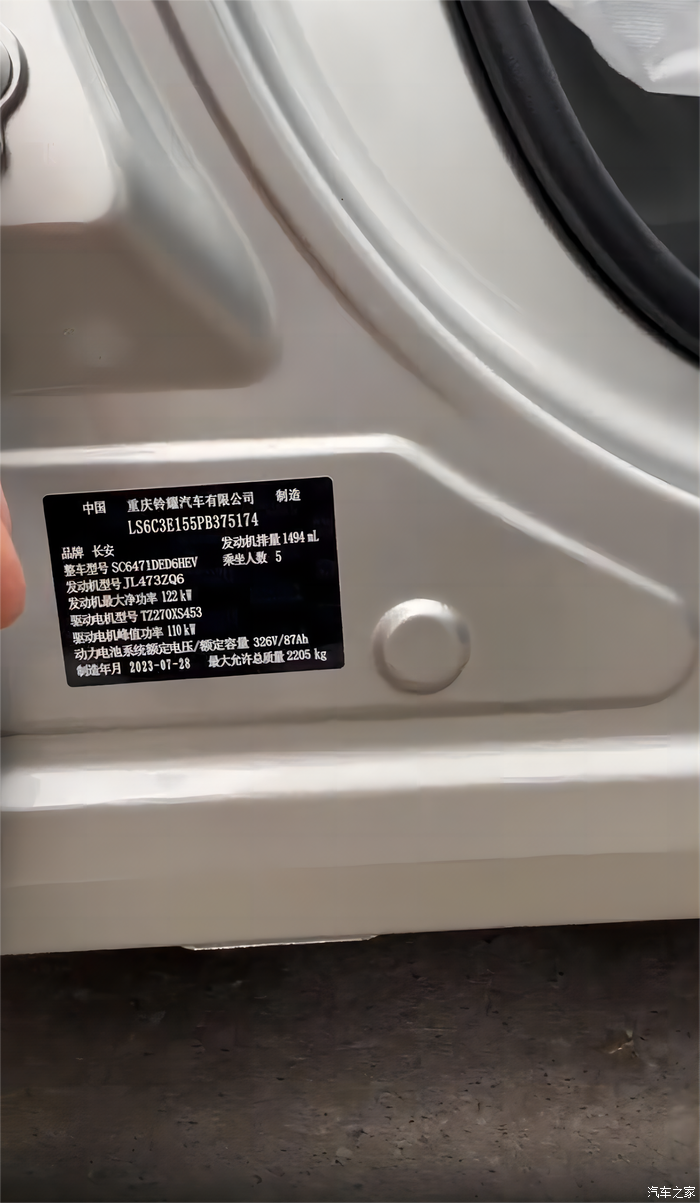 中国 重庆铃耀汽车有限公司 制造
LS6C3E155PB375174
品牌 长安 发动机排量 1494 mL
整车型号 SC6471DED6HEV 乘坐人数 5
发动机型号 JL473ZQ6
发动机最大净功率 122 kW
驱动电机型号 TZ270XS453
驱动电机峰值功率 110 kW
动力电池系统额定电压/额定容量 326V/87Ah
制造年月 2023-07-28 最大允许总质量 2205 kg
汽车之家